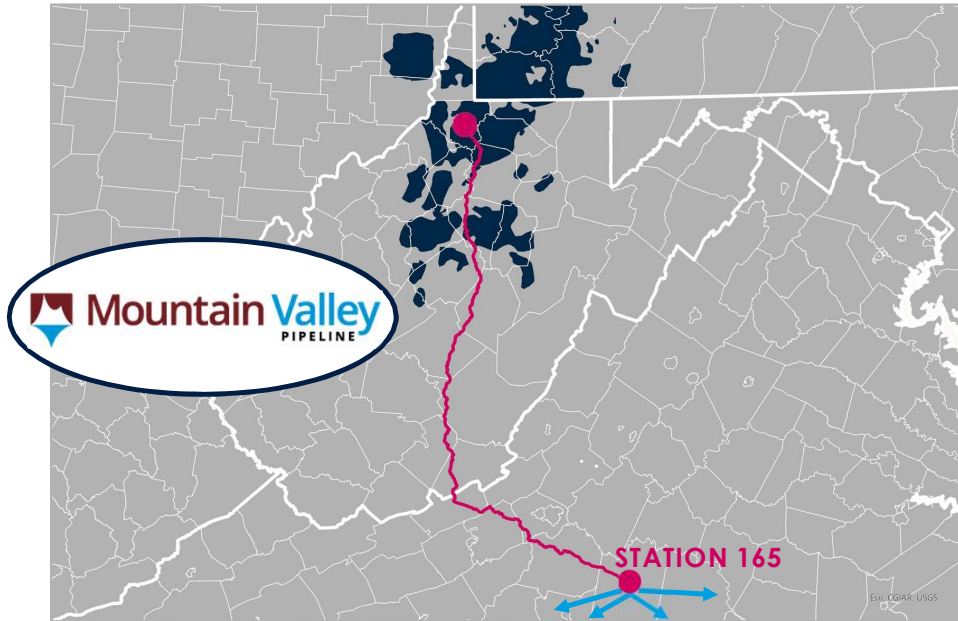 Mountain Valley
PIPELINE
STATION 165
Esri, CGIAR, USGS